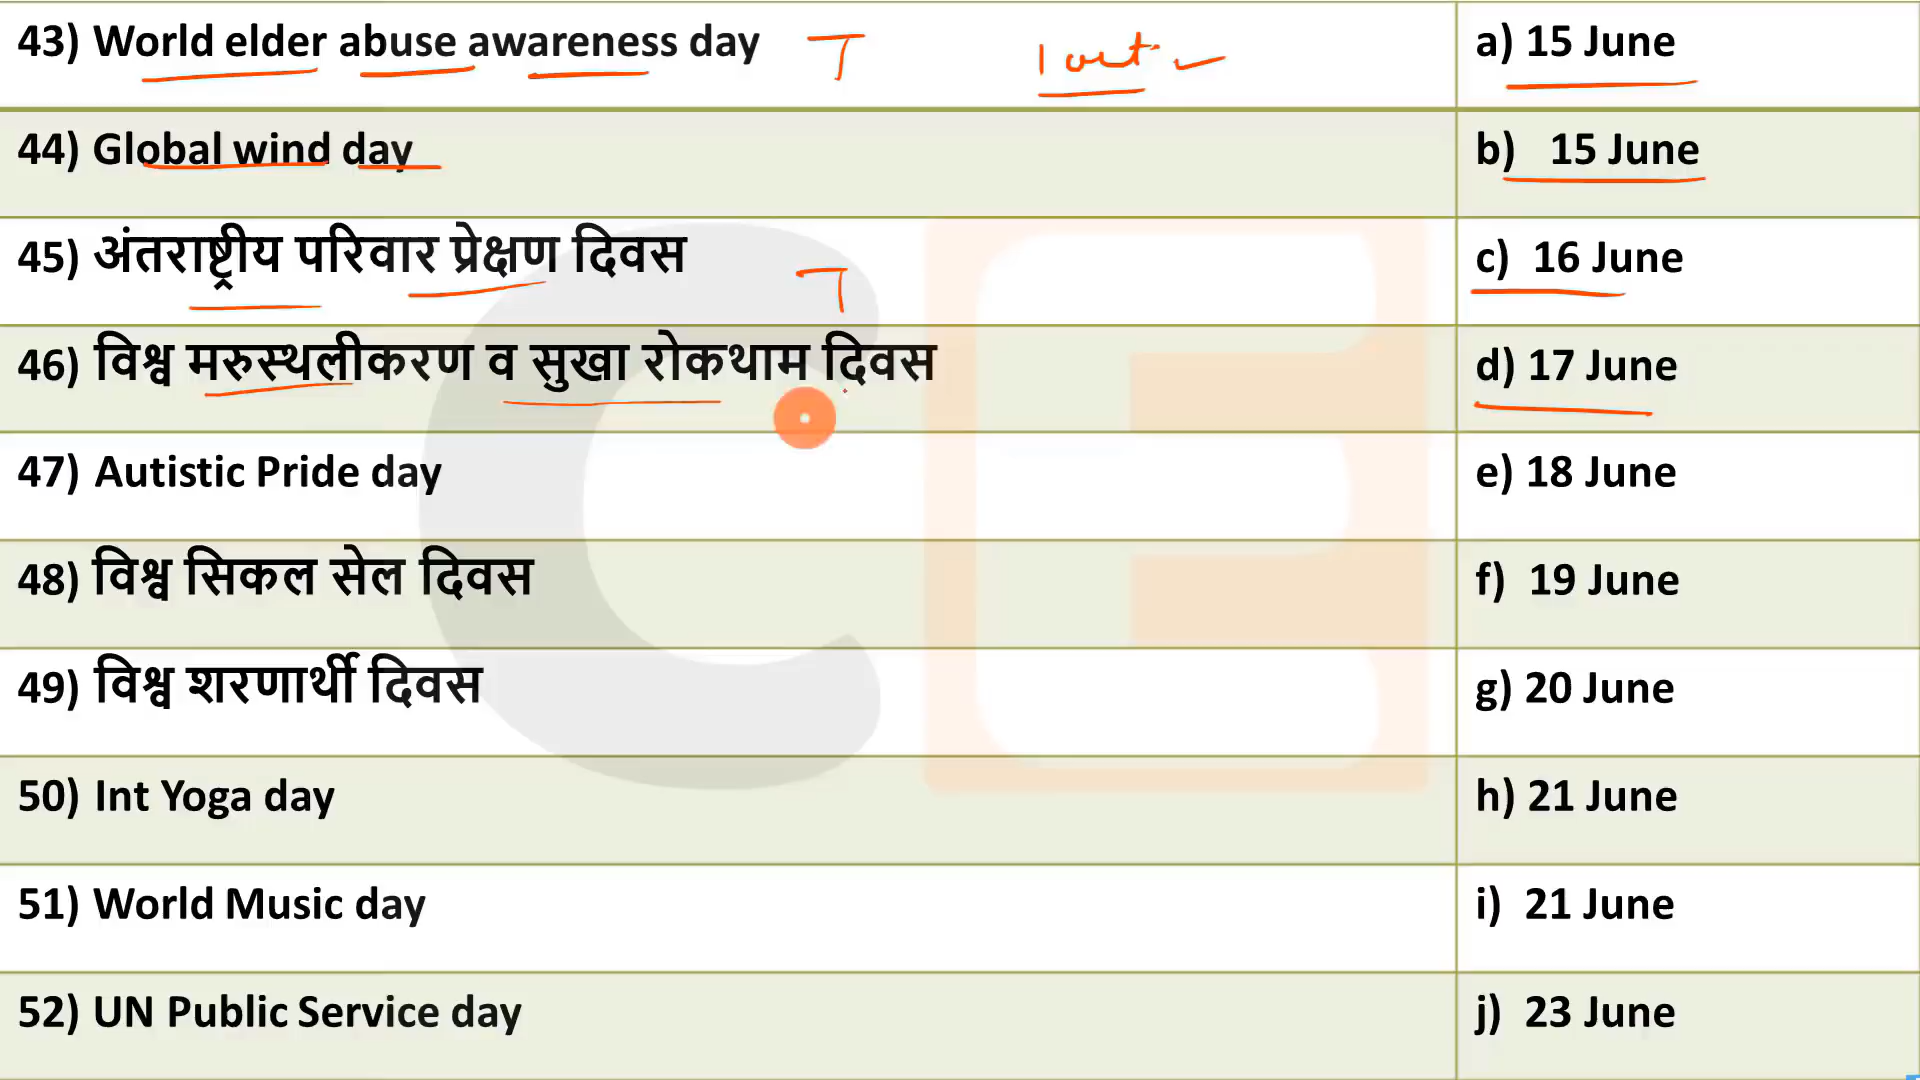 43) World elder abuse awareness day T 1 oct. a) 15 June
44) Global wind day b) 15 June
45) अंतराष्ट्रीय परिवार प्रेक्षण दिवस T c) 16 June
46) विश्व मरुस्थलीकरण व सुखा रोकथाम दिवस d) 17 June
47) Autistic Pride day e) 18 June
48) विश्व सिकल सेल दिवस f) 19 June
49) विश्व शरणार्थी दिवस g) 20 June
50) Int Yoga day h) 21 June
51) World Music day i) 21 June
52) UN Public Service day j) 23 June